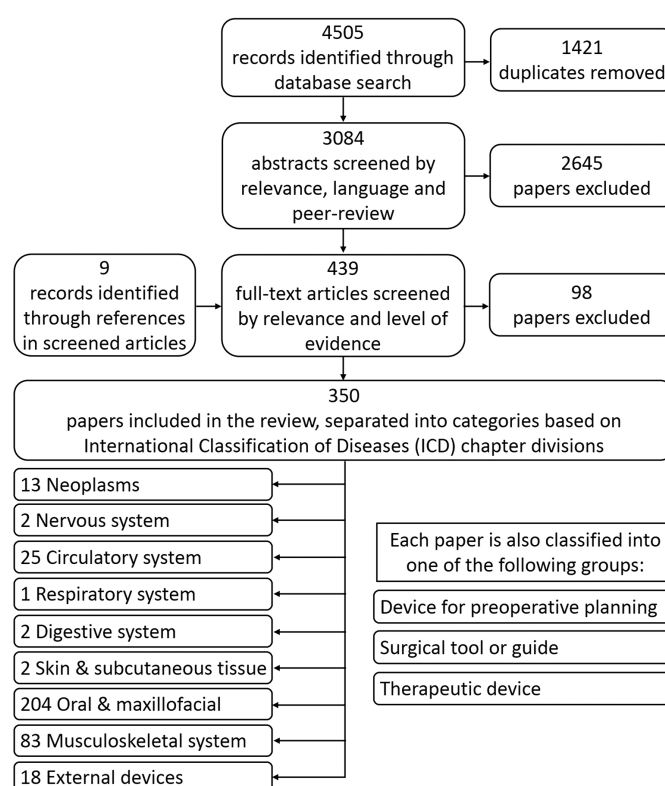 4505
records identified through
database search
1421
duplicates removed
3084
abstracts screened by
relevance, language and
peer-review
2645
papers excluded
9
records identified
through references
in screened articles
439
full-text articles screened
by relevance and level of
evidence
98
papers excluded
350
papers included in the review, separated into categories based on
International Classification of Diseases (ICD) chapter divisions
13 Neoplasms
2 Nervous system
25 Circulatory system
1 Respiratory system
2 Digestive system
2 Skin & subcutaneous tissue
204 Oral & maxillofacial
83 Musculoskeletal system
18 External devices
Each paper is also classified into
one of the following groups:
Device for preoperative planning
Surgical tool or guide
Therapeutic device